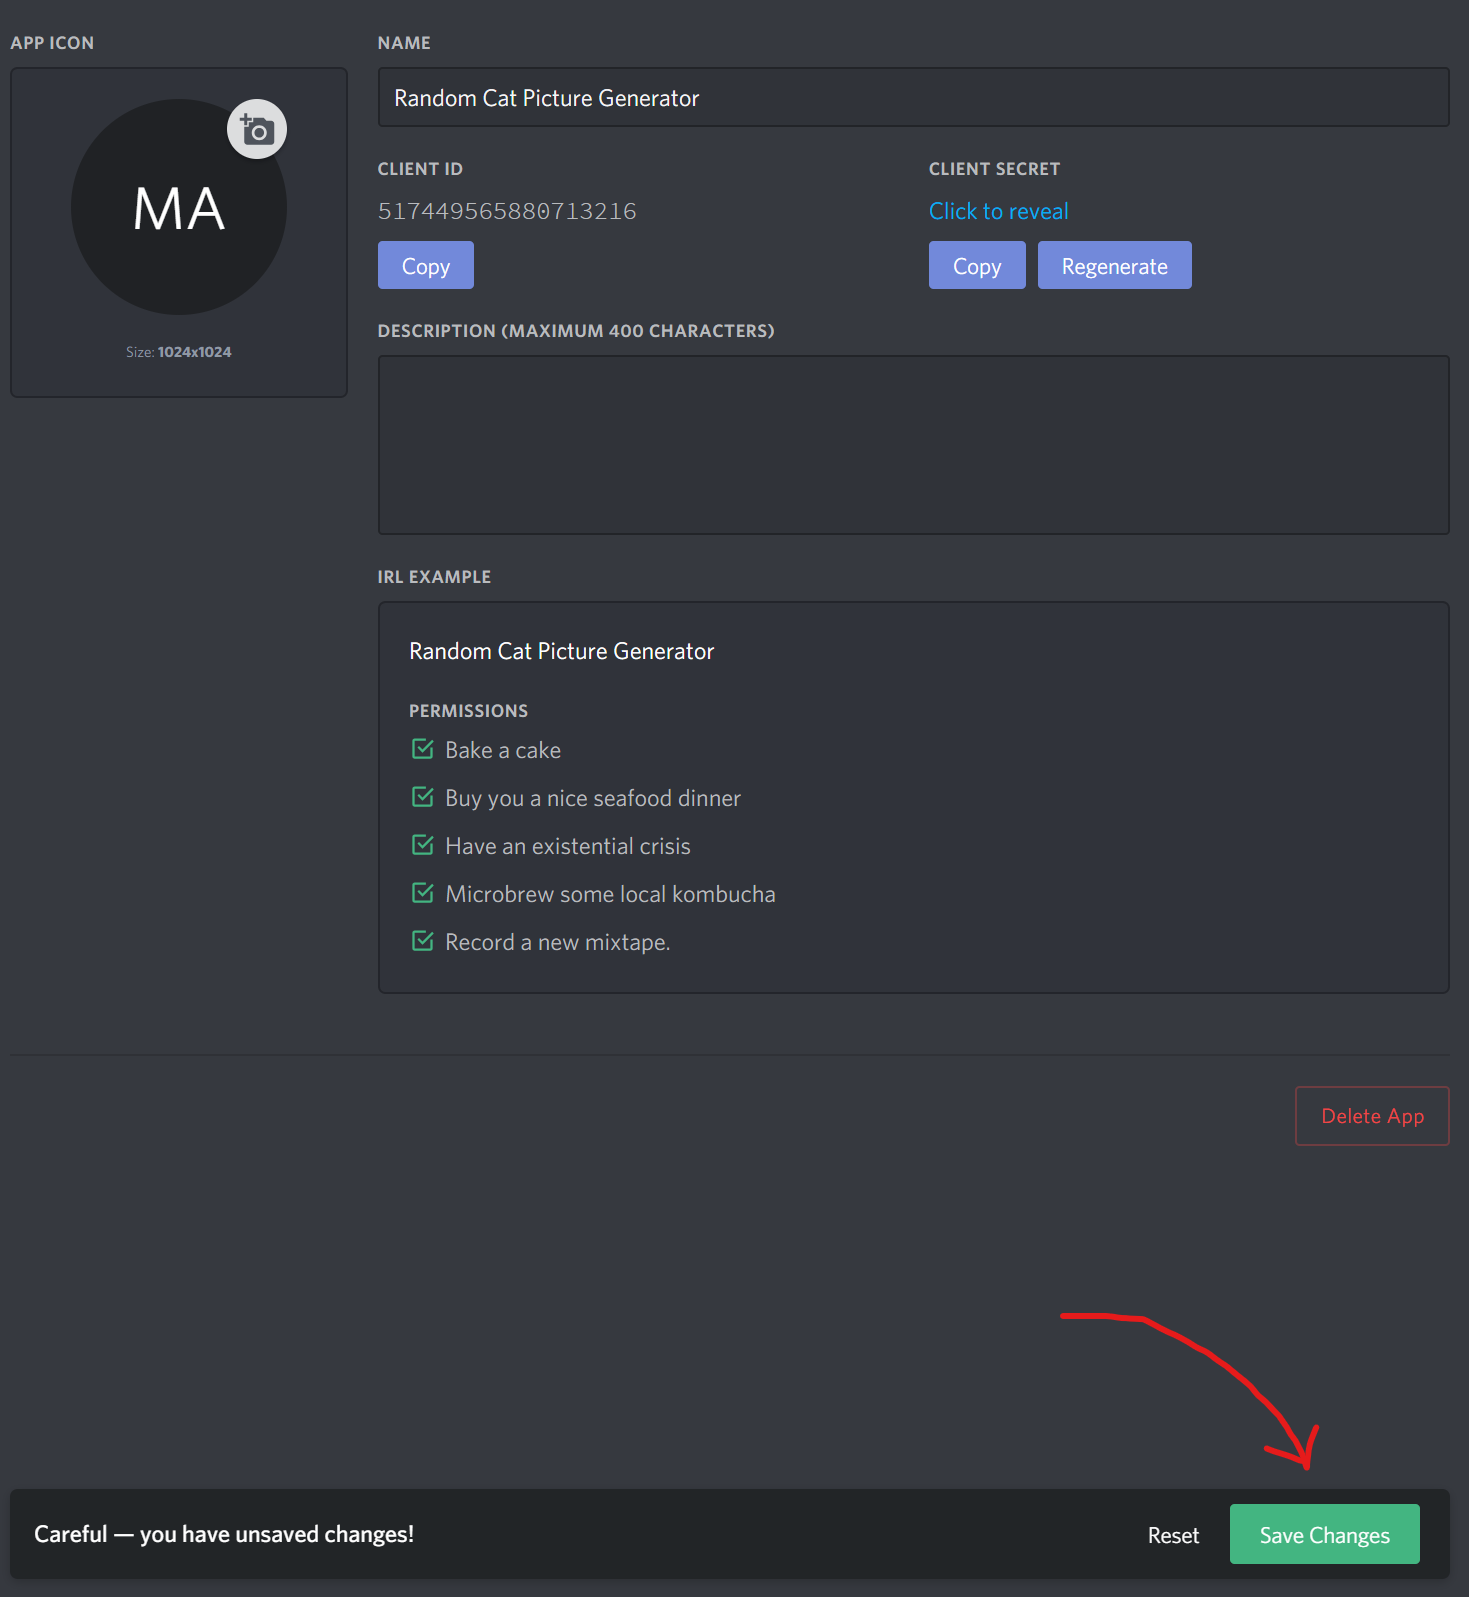 APP ICON
MA
Size: 1024x1024
NAME
Random Cat Picture Generator
CLIENT ID
517449565880713216
Copy
CLIENT SECRET
Click to reveal
Copy Regenerate
DESCRIPTION (MAXIMUM 400 CHARACTERS)
IRL EXAMPLE
Random Cat Picture Generator
PERMISSIONS
Bake a cake
Buy you a nice seafood dinner
Have an existential crisis
Microbrew some local kombucha
Record a new mixtape.
Delete App
Careful — you have unsaved changes! Reset Save Changes